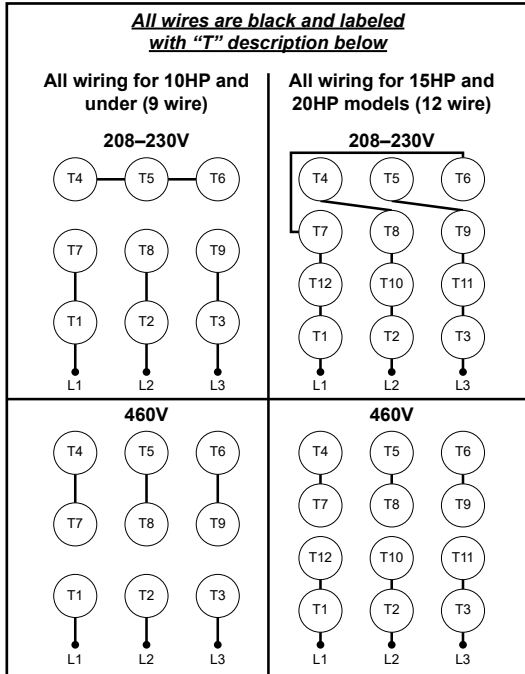 All wires are black and labeled
with “T” description below
All wiring for 10HP and
under (9 wire)
208–230V
T4 T5 T6
T7 T8 T9
T1 T2 T3
L1 L2 L3
All wiring for 15HP and
20HP models (12 wire)
208–230V
T4 T5 T6
T7 T8 T9
T12 T10 T11
T1 T2 T3
L1 L2 L3
460V
T4 T5 T6
T7 T8 T9
T1 T2 T3
L1 L2 L3
460V
T4 T5 T6
T7 T8 T9
T12 T10 T11
T1 T2 T3
L1 L2 L3